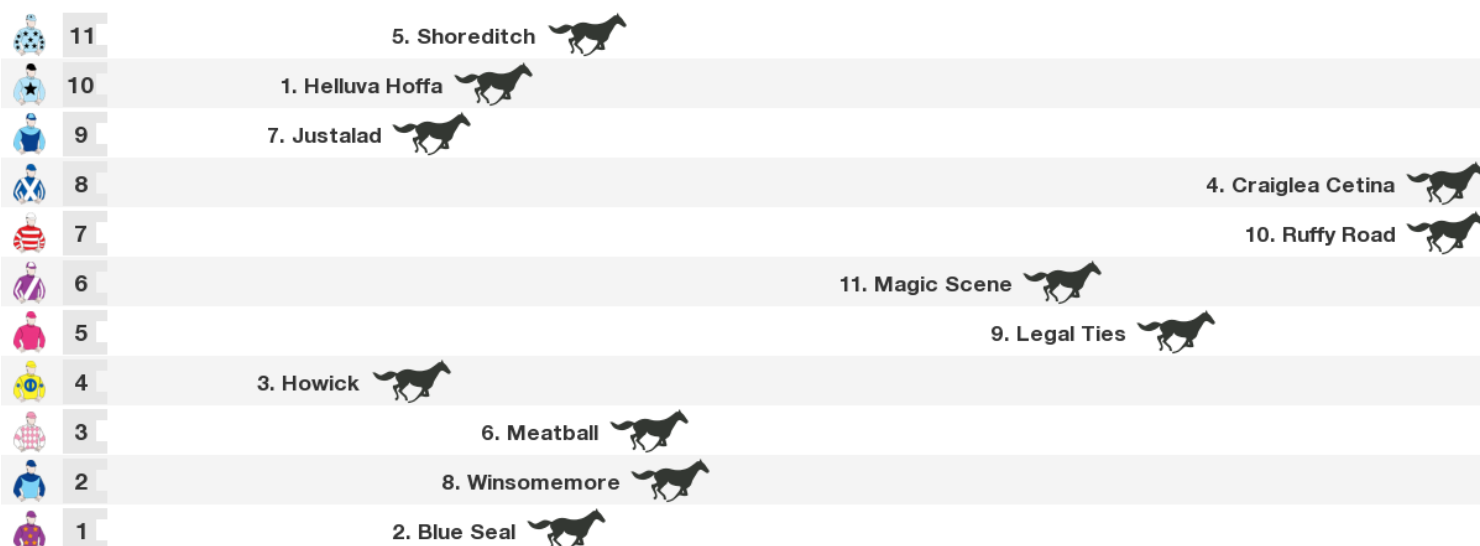 11 5. Shoreditch
10 1. Helluva Hoffa
9 7. Justalad
8 4. Craiglea Cetina
7 10. Ruffy Road
6 11. Magic Scene
5 9. Legal Ties
4 3. Howick
3 6. Meatball
2 8. Winsomemore
1 2. Blue Seal